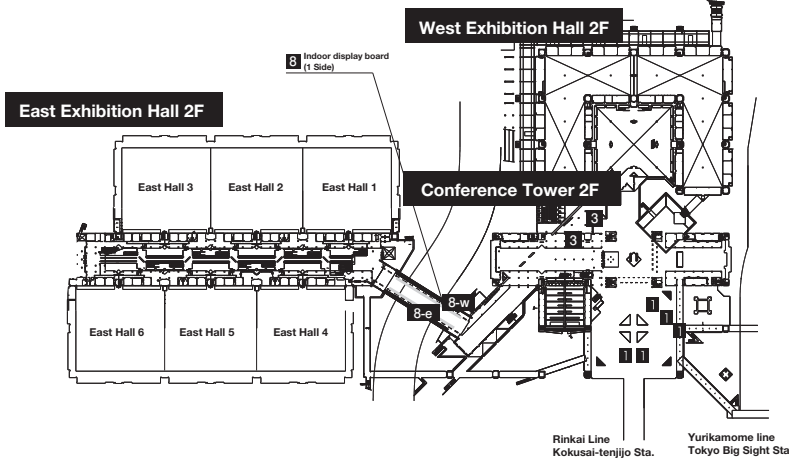 West Exhibition Hall 2F
8 Indoor display board
(1 Side)
East Exhibition Hall 2F
East Hall 3
East Hall 2
East Hall 1
Conference Tower 2F
3
3
8-w
8-e
East Hall 6
East Hall 5
East Hall 4
1
1
1
1 1
Rinkai Line
Kokusai-tenjijo Sta.
Yurikamome line
Tokyo Big Sight Sta